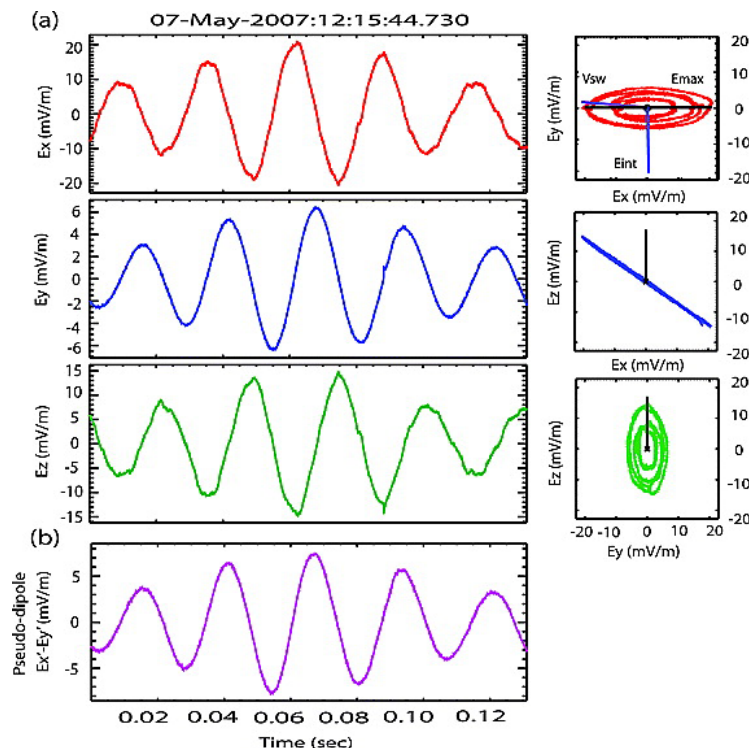 (a)
07-May-2007:12:15:44.730
Ex (mV/m)
20
10
0
-10
-20
Vsw
Emax
Eint
Ey (mV/m)
20
10
0
-10
-20
Ex (mV/m)
Ey (mV/m)
6
4
2
0
-2
-4
-6
Ez (mV/m)
20
10
0
-10
-20
Ex (mV/m)
Ez (mV/m)
15
10
5
0
-5
-10
-15
Ez (mV/m)
20
10
0
-10
-20
-20 -10 0 10 20
Ey (mV/m)
(b)
Pseudo-dipole
Ex'-Ey' (mV/m)
5
0
-5
0.02 0.04 0.06 0.08 0.10 0.12
Time (sec)